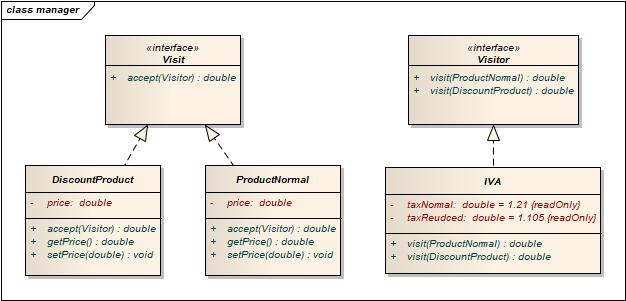 class manager
«interface»
Visit
+ accept(Visitor) : double
«interface»
Visitor
+ visit(ProductNormal) : double
+ visit(DiscountProduct) : double
DiscountProduct
- price: double
+ accept(Visitor) : double
+ getPrice() : double
+ setPrice(double) : void
ProductNormal
- price: double
+ accept(Visitor) : double
+ getPrice() : double
+ setPrice(double) : void
IVA
- taxNormal: double = 1.21 {readOnly}
- taxReudced: double = 1.105 {readOnly}
+ visit(ProductNormal) : double
+ visit(DiscountProduct) : double